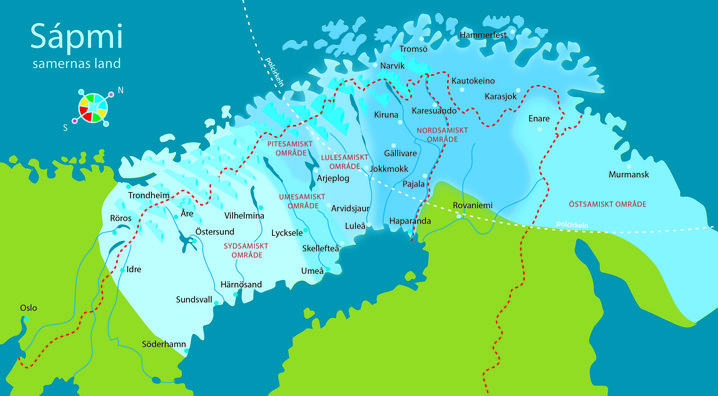 Sápmi
samernas land
N
S
polcirkeln
Hammerfest
Tromsö
Narvik
Kautokeino
Karasjok
Karesuando
Kiruna
Enare
NORDSAMISKT
OMRÅDE
PITESAMISKT
OMRÅDE
LULESAMISKT
OMRÅDE
Gällivare
Jokkmokk
Murmansk
Arjeplog
Pajala
Trondheim
UMESAMISKT
OMRÅDE
Rovaniemi
ÖSTSAMISKT OMRÅDE
Röros
Åre
Vilhelmina
Arvidsjaur
Luleå
Haparanda
polcirkeln
Östersund
Lycksele
SYDSAMISKT
OMRÅDE
Skellefteå
Idre
Umeå
Härnösand
Sundsvall
Oslo
Söderhamn